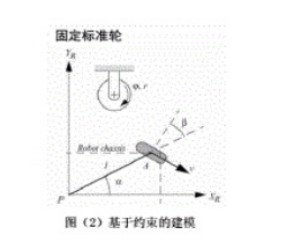 固定标准轮
Y_R
φ, r
β
Robot chassis
l
A
v
α
P
X_R
图（2）基于约束的建模